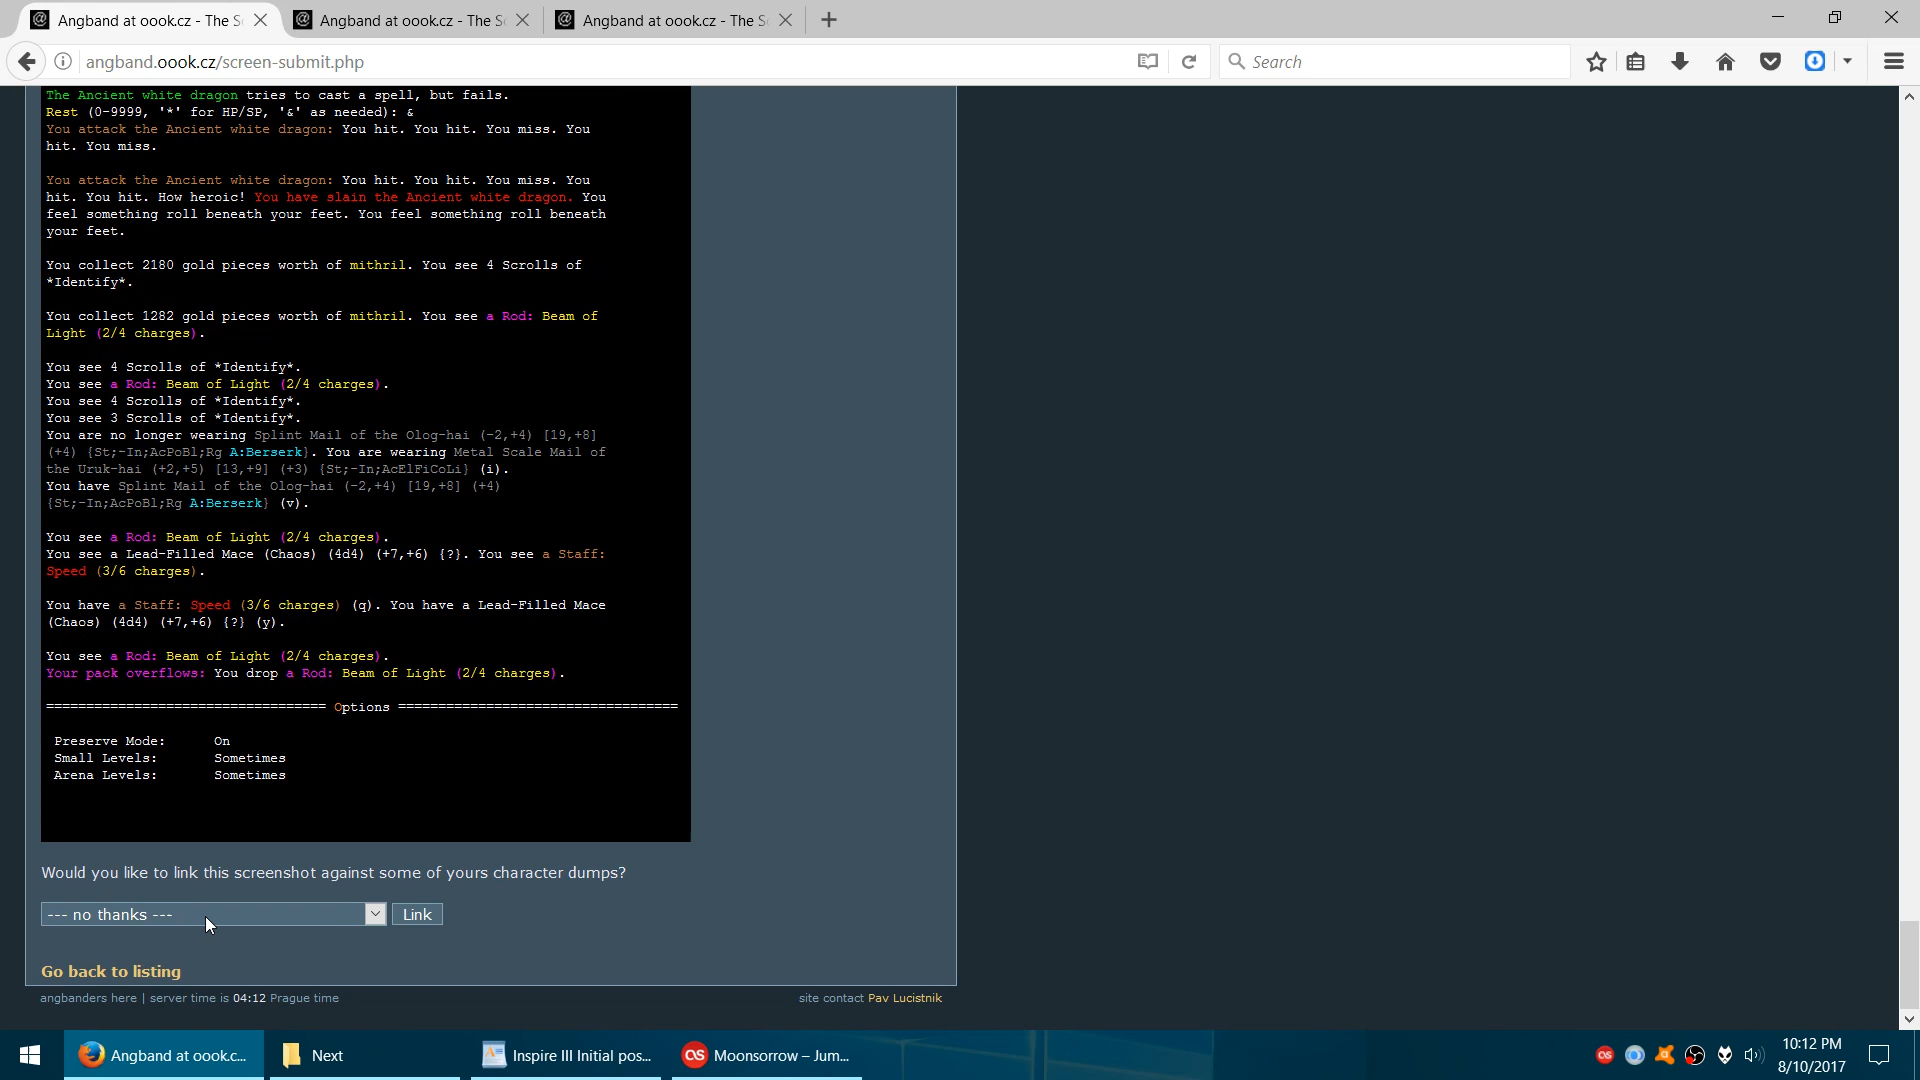 Angband at oook.cz - The S
Angband at oook.cz - The S
Angband at oook.cz - The S
angband.oook.cz/screen-submit.php
Search
The Ancient white dragon tries to cast a spell, but fails.
Rest (0-9999, '*' for HP/SP, '&' as needed): &
You attack the Ancient white dragon: You hit. You hit. You miss. You
hit. You miss.
You attack the Ancient white dragon: You hit. You hit. You miss. You
hit. You hit. How heroic! You have slain the Ancient white dragon. You
feel something roll beneath your feet. You feel something roll beneath
your feet.
You collect 2180 gold pieces worth of mithril. You see 4 Scrolls of
*Identify*.
You collect 1282 gold pieces worth of mithril. You see a Rod: Beam of
Light (2/4 charges).
You see 4 Scrolls of *Identify*.
You see a Rod: Beam of Light (2/4 charges).
You see 4 Scrolls of *Identify*.
You see 3 Scrolls of *Identify*.
You are no longer wearing Splint Mail of the Olog-hai (-2,+4) [19,+8]
(+4) {St;-In;AcPoBl;Rg A:Berserk}. You are wearing Metal Scale Mail of
the Uruk-hai (+2,+5) [13,+9] (+3) {St;-In;AcElFiCoLi} (i).
You have Splint Mail of the Olog-hai (-2,+4) [19,+8] (+4)
{St;-In;AcPoBl;Rg A:Berserk} (v).
You see a Rod: Beam of Light (2/4 charges).
You see a Lead-Filled Mace (Chaos) (4d4) (+7,+6) {?}. You see a Staff:
Speed (3/6 charges).
You have a Staff: Speed (3/6 charges) (q). You have a Lead-Filled Mace
(Chaos) (4d4) (+7,+6) {?} (y).
You see a Rod: Beam of Light (2/4 charges).
Your pack overflows: You drop a Rod: Beam of Light (2/4 charges).
=================================== Options ===================================
Preserve Mode: On
Small Levels: Sometimes
Arena Levels: Sometimes
Would you like to link this screenshot against some of yours character dumps?
--- no thanks --- Link
Go back to listing
angbanders here | server time is 04:12 Prague time
site contact Pav Lucistnik
Angband at oook.c...
Next
Inspire III Initial pos...
Moonsorrow – Jum...
10:12 PM
8/10/2017